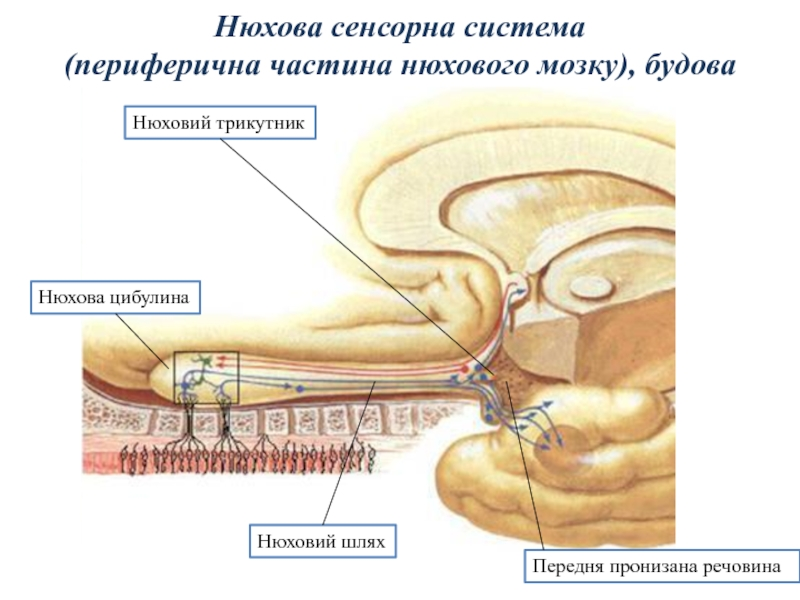 Нюхова сенсорна система
(периферична частина нюхового мозку), будова
Нюховий трикутник
Нюхова цибулина
Нюховий шлях
Передня пронизана речовина